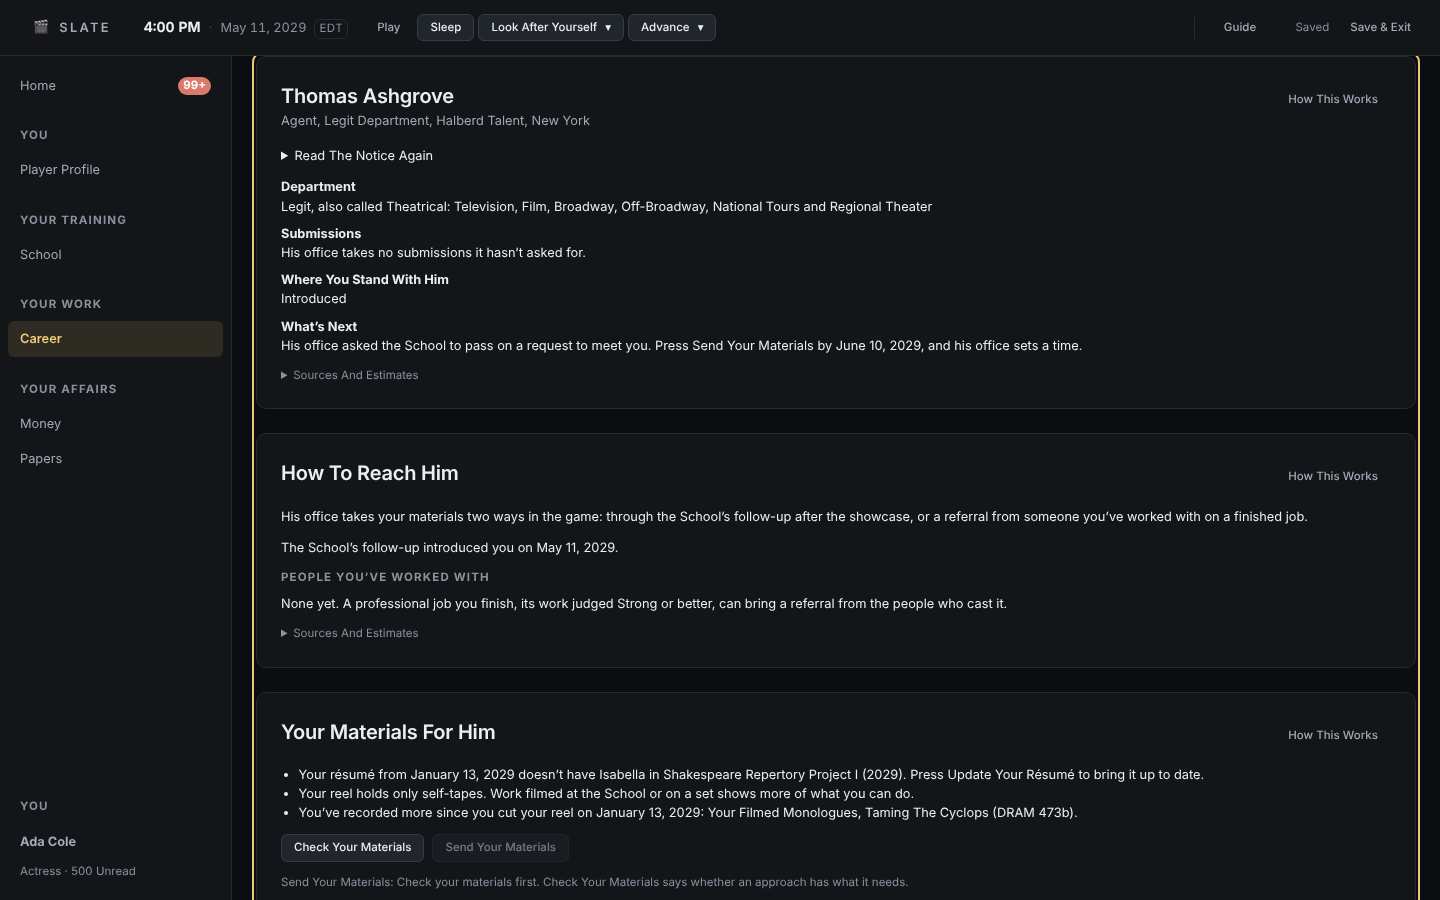 SLATE
4:00 PM · May 11, 2029 EDT
Play
Sleep
Look After Yourself ▾
Advance ▾
Guide
Saved
Save & Exit
Home
99+
YOU
Player Profile
YOUR TRAINING
School
YOUR WORK
Career
YOUR AFFAIRS
Money
Papers
YOU
Ada Cole
Actress · 500 Unread
Thomas Ashgrove
How This Works
Agent, Legit Department, Halberd Talent, New York
▶ Read The Notice Again
Department
Legit, also called Theatrical: Television, Film, Broadway, Off-Broadway, National Tours and Regional Theater
Submissions
His office takes no submissions it hasn’t asked for.
Where You Stand With Him
Introduced
What’s Next
His office asked the School to pass on a request to meet you. Press Send Your Materials by June 10, 2029, and his office sets a time.
▶ Sources And Estimates
How To Reach Him
How This Works
His office takes your materials two ways in the game: through the School’s follow-up after the showcase, or a referral from someone you’ve worked with on a finished job.
The School’s follow-up introduced you on May 11, 2029.
PEOPLE YOU’VE WORKED WITH
None yet. A professional job you finish, its work judged Strong or better, can bring a referral from the people who cast it.
▶ Sources And Estimates
Your Materials For Him
How This Works
• Your résumé from January 13, 2029 doesn’t have Isabella in Shakespeare Repertory Project I (2029). Press Update Your Résumé to bring it up to date.
• Your reel holds only self-tapes. Work filmed at the School or on a set shows more of what you can do.
• You’ve recorded more since you cut your reel on January 13, 2029: Your Filmed Monologues, Taming The Cyclops (DRAM 473b).
Check Your Materials
Send Your Materials
Send Your Materials: Check your materials first. Check Your Materials says whether an approach has what it needs.